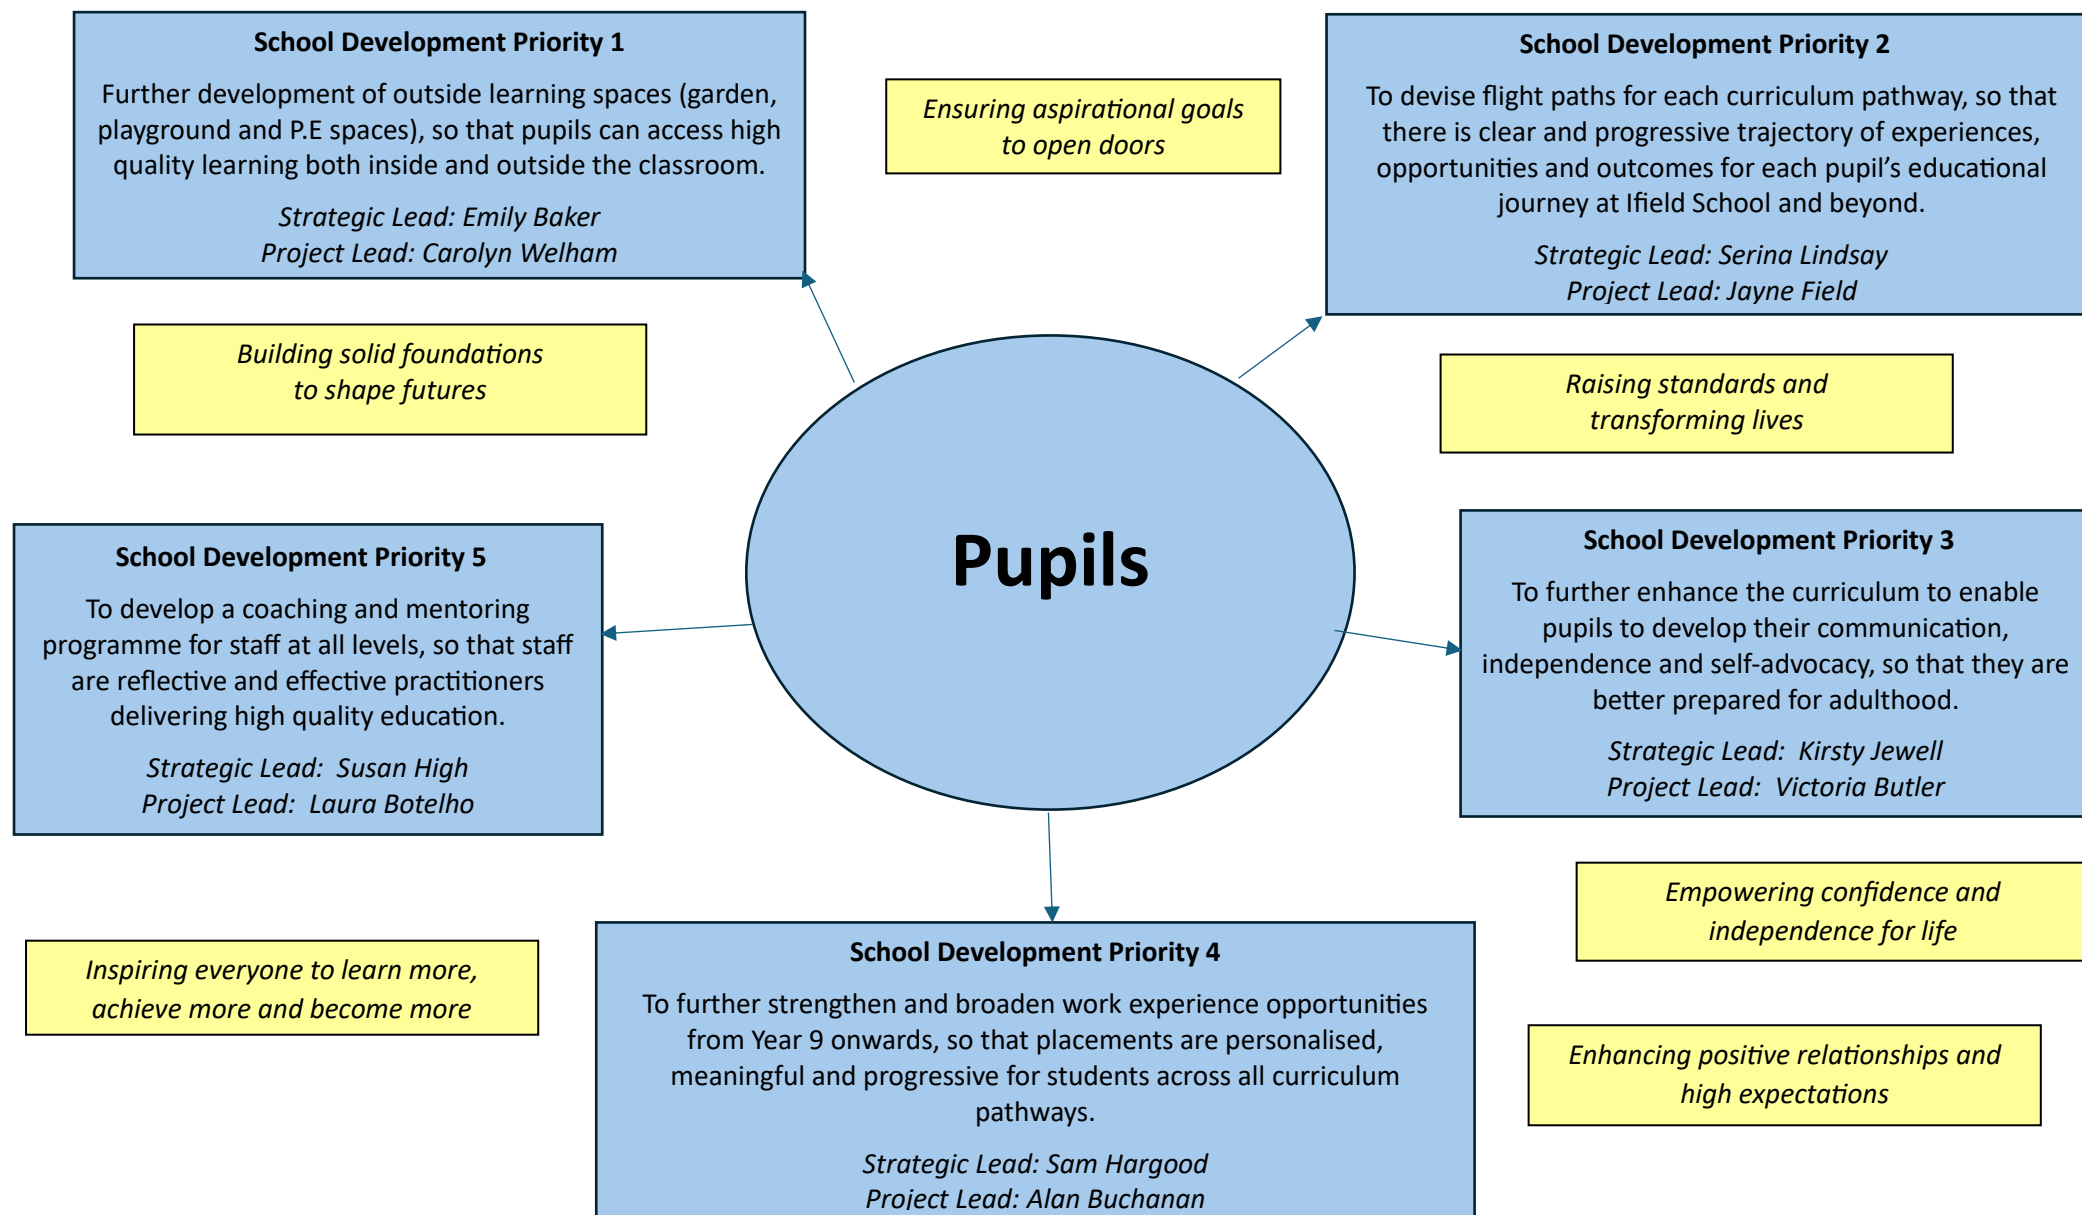 School Development Priority 1
Further development of outside learning spaces (garden,
playground and P.E spaces), so that pupils can access high
quality learning both inside and outside the classroom.
Strategic Lead: Emily Baker
Project Lead: Carolyn Welham
Ensuring aspirational goals
to open doors
School Development Priority 2
To devise flight paths for each curriculum pathway, so that
there is clear and progressive trajectory of experiences,
opportunities and outcomes for each pupil’s educational
journey at Ifield School and beyond.
Strategic Lead: Serina Lindsay
Project Lead: Jayne Field
Building solid foundations
to shape futures
Raising standards and
transforming lives
Pupils
School Development Priority 5
To develop a coaching and mentoring
programme for staff at all levels, so that staff
are reflective and effective practitioners
delivering high quality education.
Strategic Lead:  Susan High
Project Lead:  Laura Botelho
School Development Priority 3
To further enhance the curriculum to enable
pupils to develop their communication,
independence and self-advocacy, so that they are
better prepared for adulthood.
Strategic Lead:  Kirsty Jewell
Project Lead:  Victoria Butler
Empowering confidence and
independence for life
Inspiring everyone to learn more,
achieve more and become more
School Development Priority 4
To further strengthen and broaden work experience opportunities
from Year 9 onwards, so that placements are personalised,
meaningful and progressive for students across all curriculum
pathways.
Strategic Lead: Sam Hargood
Project Lead: Alan Buchanan
Enhancing positive relationships and
high expectations